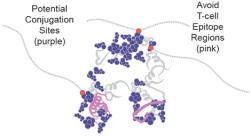 Potential
Conjugation
Sites
(purple)
Avoid
T-cell
Epitope
Regions
(pink)